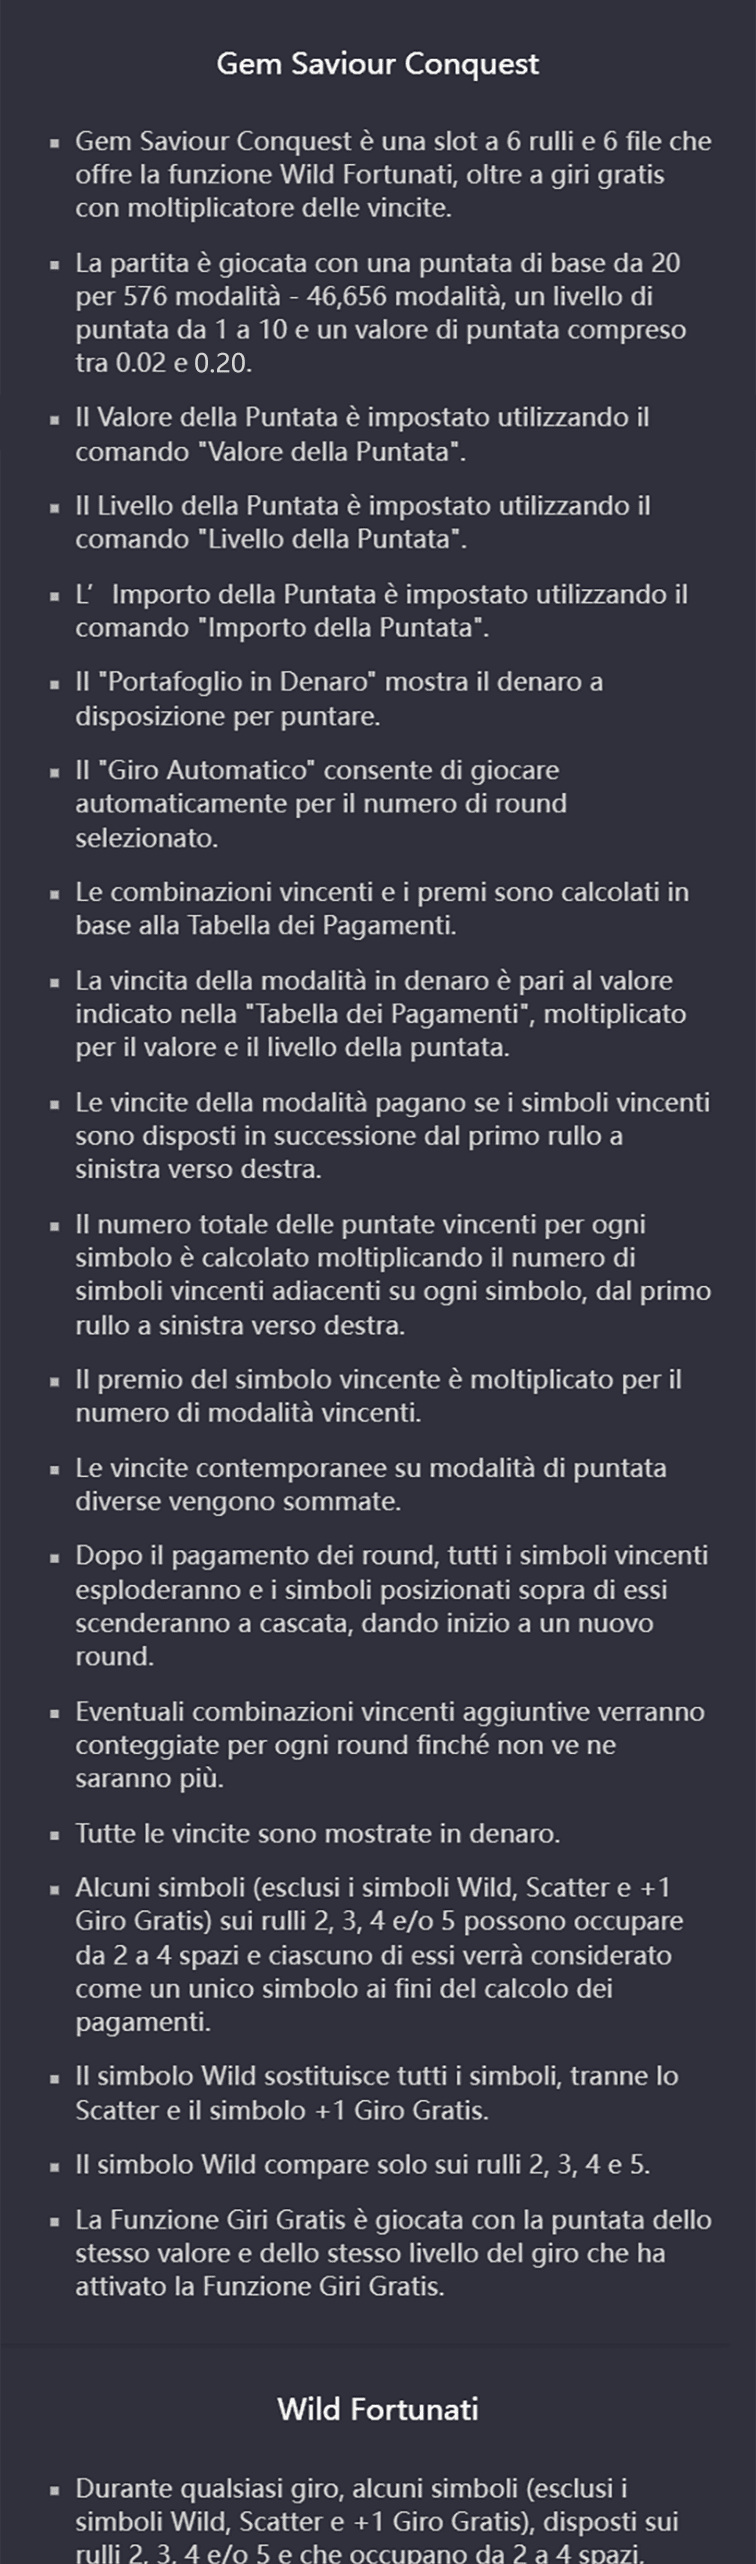 Gem Saviour Conquest
▪ Gem Saviour Conquest è una slot a 6 rulli e 6 file che
offre la funzione Wild Fortunati, oltre a giri gratis
con moltiplicatore delle vincite.
▪ La partita è giocata con una puntata di base da 20
per 576 modalità - 46,656 modalità, un livello di
puntata da 1 a 10 e un valore di puntata compreso
tra 0.02 e 0.20.
▪ Il Valore della Puntata è impostato utilizzando il
comando "Valore della Puntata".
▪ Il Livello della Puntata è impostato utilizzando il
comando "Livello della Puntata".
▪ L’ Importo della Puntata è impostato utilizzando il
comando "Importo della Puntata".
▪ Il "Portafoglio in Denaro" mostra il denaro a
disposizione per puntare.
▪ Il "Giro Automatico" consente di giocare
automaticamente per il numero di round
selezionato.
▪ Le combinazioni vincenti e i premi sono calcolati in
base alla Tabella dei Pagamenti.
▪ La vincita della modalità in denaro è pari al valore
indicato nella "Tabella dei Pagamenti", moltiplicato
per il valore e il livello della puntata.
▪ Le vincite della modalità pagano se i simboli vincenti
sono disposti in successione dal primo rullo a
sinistra verso destra.
▪ Il numero totale delle puntate vincenti per ogni
simbolo è calcolato moltiplicando il numero di
simboli vincenti adiacenti su ogni simbolo, dal primo
rullo a sinistra verso destra.
▪ Il premio del simbolo vincente è moltiplicato per il
numero di modalità vincenti.
▪ Le vincite contemporanee su modalità di puntata
diverse vengono sommate.
▪ Dopo il pagamento dei round, tutti i simboli vincenti
esploderanno e i simboli posizionati sopra di essi
scenderanno a cascata, dando inizio a un nuovo
round.
▪ Eventuali combinazioni vincenti aggiuntive verranno
conteggiate per ogni round finché non ve ne
saranno più.
▪ Tutte le vincite sono mostrate in denaro.
▪ Alcuni simboli (esclusi i simboli Wild, Scatter e +1
Giro Gratis) sui rulli 2, 3, 4 e/o 5 possono occupare
da 2 a 4 spazi e ciascuno di essi verrà considerato
come un unico simbolo ai fini del calcolo dei
pagamenti.
▪ Il simbolo Wild sostituisce tutti i simboli, tranne lo
Scatter e il simbolo +1 Giro Gratis.
▪ Il simbolo Wild compare solo sui rulli 2, 3, 4 e 5.
▪ La Funzione Giri Gratis è giocata con la puntata dello
stesso valore e dello stesso livello del giro che ha
attivato la Funzione Giri Gratis.
Wild Fortunati
▪ Durante qualsiasi giro, alcuni simboli (esclusi i
simboli Wild, Scatter e +1 Giro Gratis), disposti sui
rulli 2, 3, 4 e/o 5 e che occupano da 2 a 4 spazi,